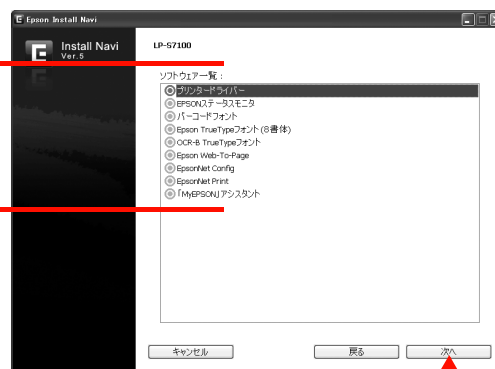 Epson Install Navi
Install Navi
Ver.5
LP-S7100
ソフトウェア一覧：
プリンタードライバー
EPSONステータスモニタ
バーコードフォント
Epson TrueTypeフォント(8書体)
OCR-B TrueTypeフォント
Epson Web-To-Page
EpsonNet Config
EpsonNet Print
「MyEPSON」アシスタント
キャンセル
戻る
次へ